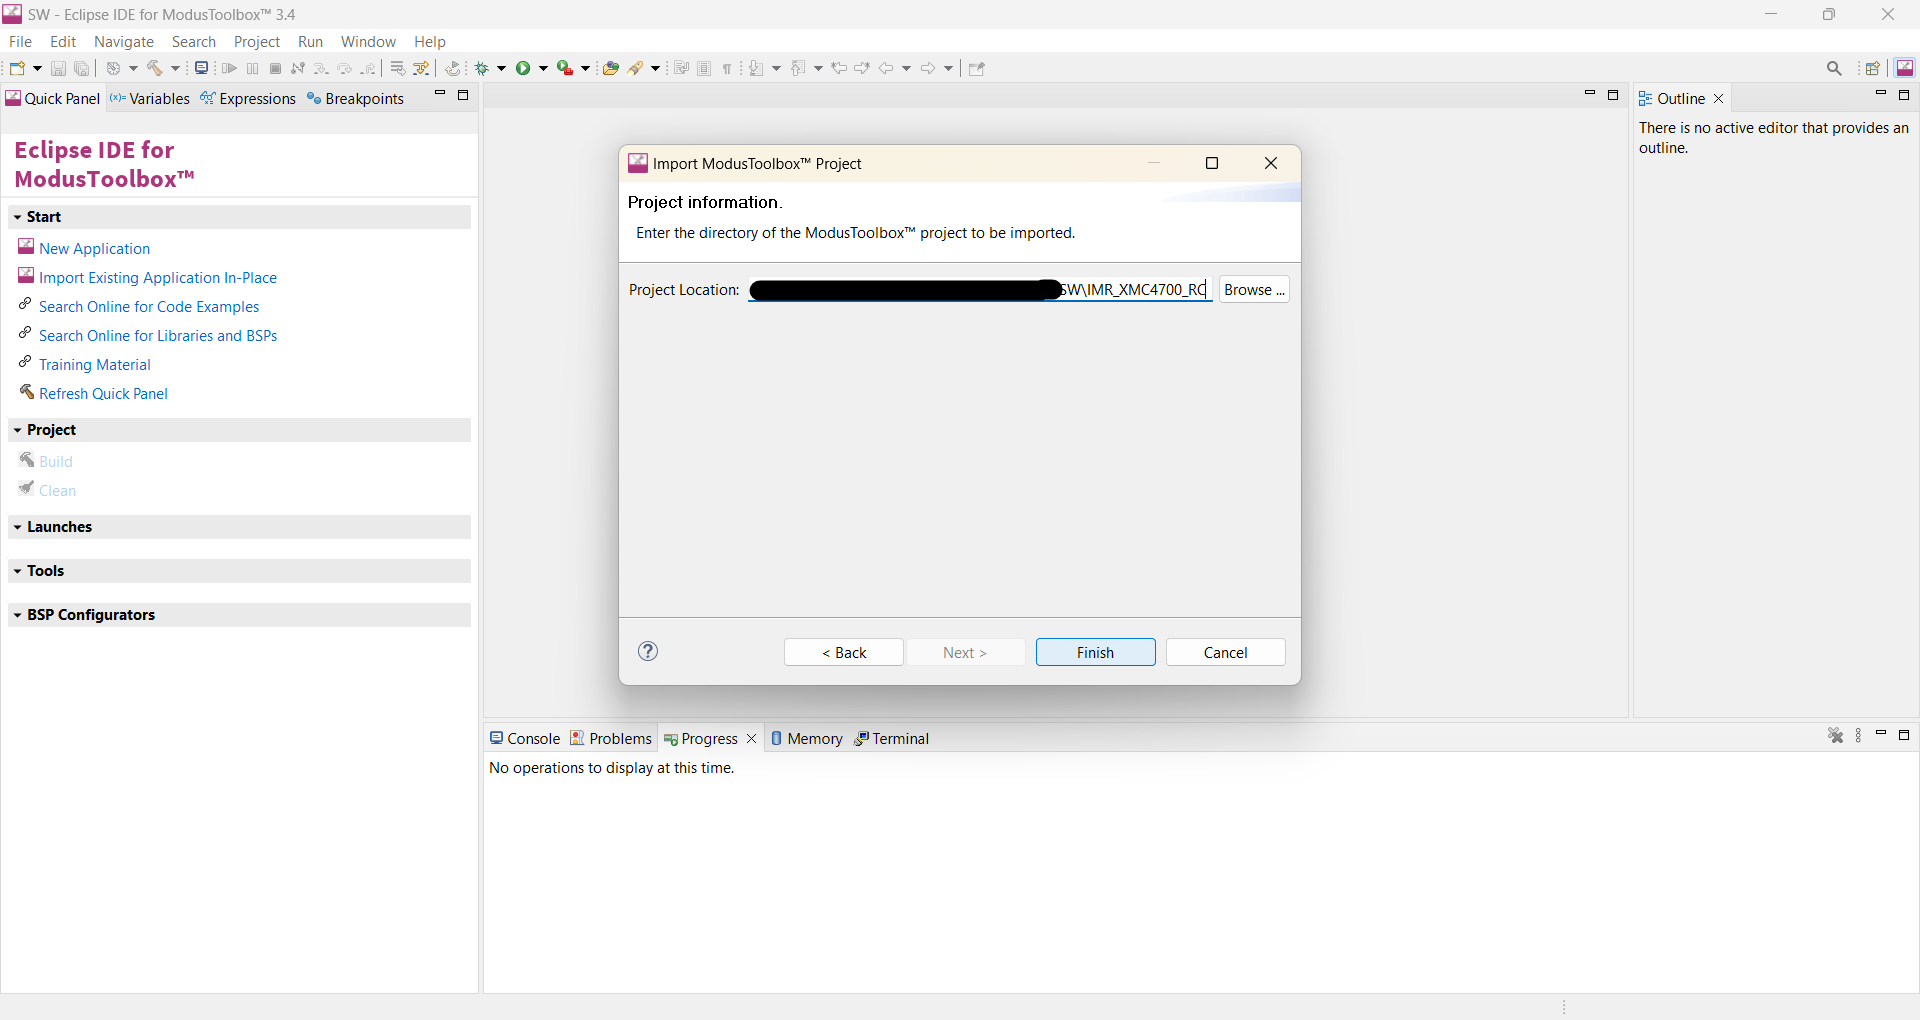 SW - Eclipse IDE for ModusToolbox™ 3.4
File Edit Navigate Search Project Run Window Help
Quick Panel (x)= Variables Expressions Breakpoints
Eclipse IDE for
ModusToolbox™
Start
New Application
Import Existing Application In-Place
Search Online for Code Examples
Search Online for Libraries and BSPs
Training Material
Refresh Quick Panel
Project
Build
Clean
Launches
Tools
BSP Configurators
Import ModusToolbox™ Project
Project information.
Enter the directory of the ModusToolbox™ project to be imported.
Project Location: SW\IMR_XMC4700_RC Browse ...
? < Back Next > Finish Cancel
Outline
There is no active editor that provides an
outline.
Console Problems Progress Memory Terminal
No operations to display at this time.